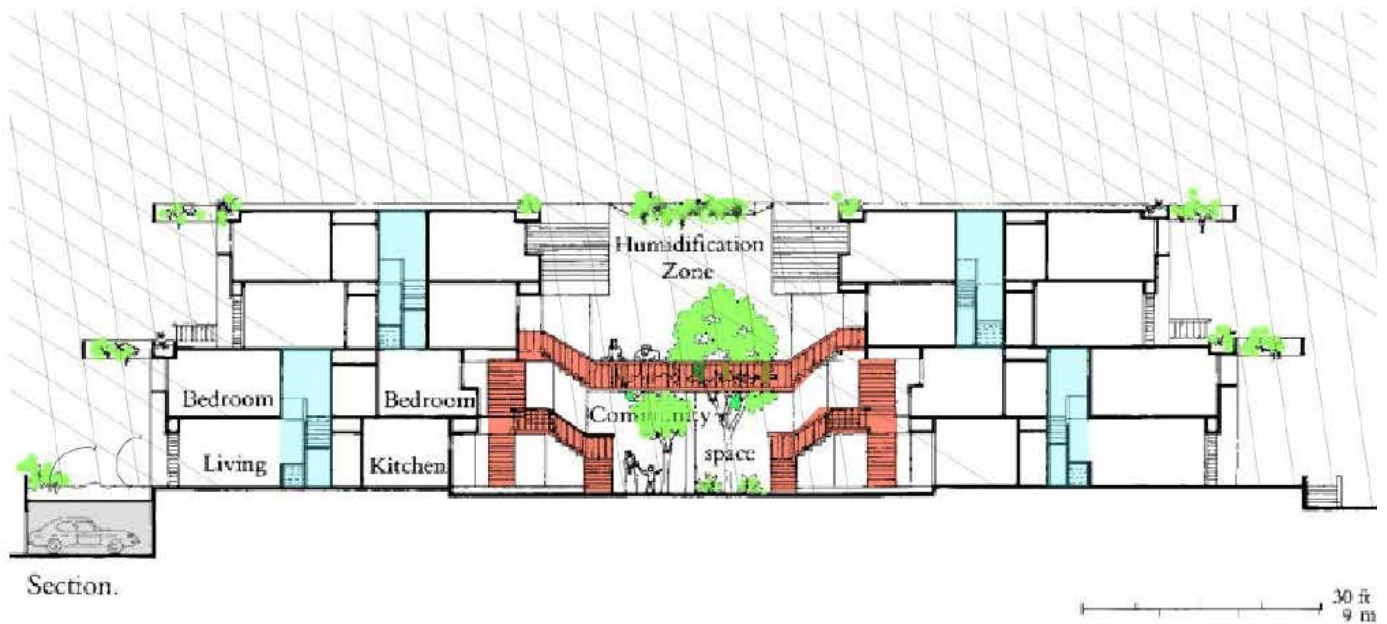 Humidification
Zone
Bedroom
Bedroom
Community
Living
Kitchen
space
Section.
30 ft
9 m